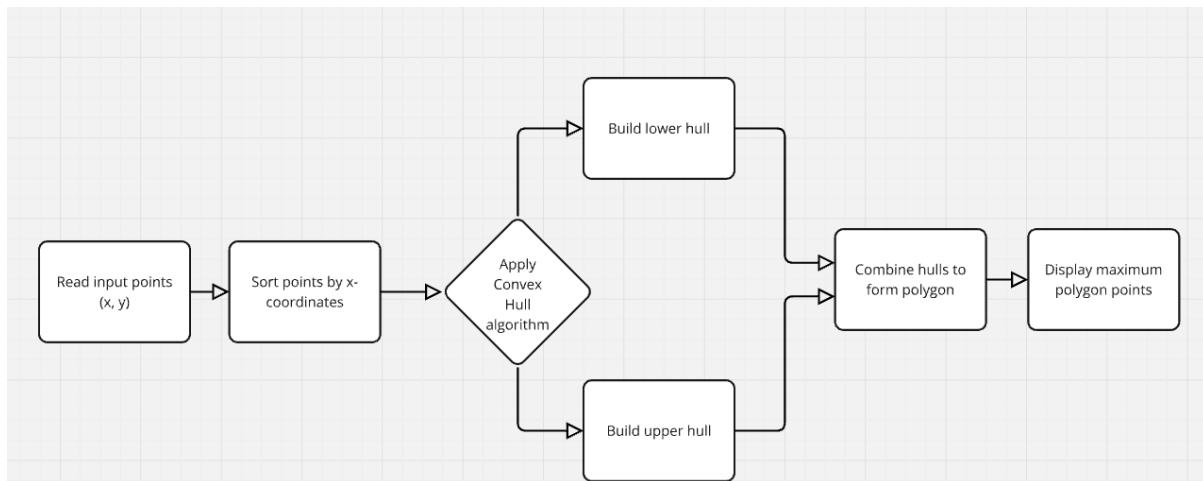 Read input points
(x, y)
Sort points by x-
coordinates
Apply
Convex
Hull
algorithm
Build lower hull
Build upper hull
Combine hulls to
form polygon
Display maximum
polygon points